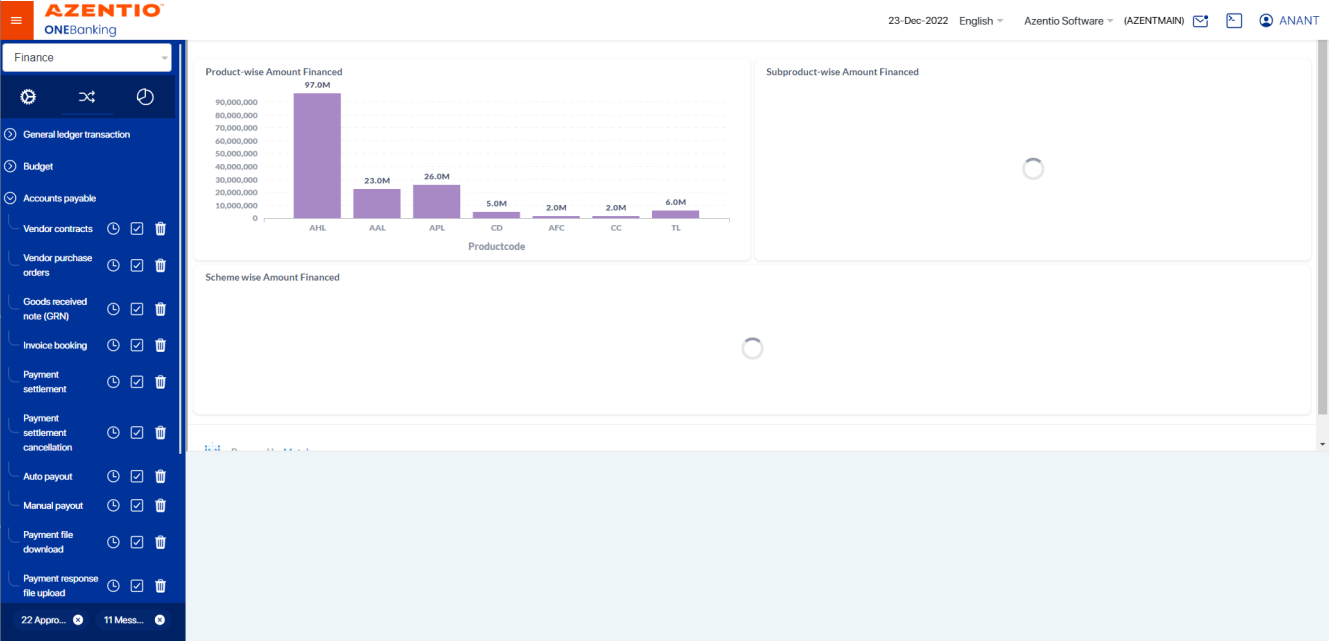 AZENTIO
ONEBanking
23-Dec-2022 English Azentio Software (AZENTMAIN) ANANT
Finance
General ledger transaction
Budget
Accounts payable
Vendor contracts
Vendor purchase
orders
Goods received
note (GRN)
Invoice booking
Payment
settlement
Payment
settlement
cancellation
Auto payout
Manual payout
Payment file
download
Payment response
file upload
22 Appro...
11 Mess...
Product-wise Amount Financed
97.0M
90,000,000
80,000,000
70,000,000
60,000,000
50,000,000
40,000,000
30,000,000
20,000,000
10,000,000
0
23.0M
26.0M
5.0M
2.0M
2.0M
6.0M
AHL AAL APL CD AFC CC TL
Productcode
Subproduct-wise Amount Financed
Scheme wise Amount Financed